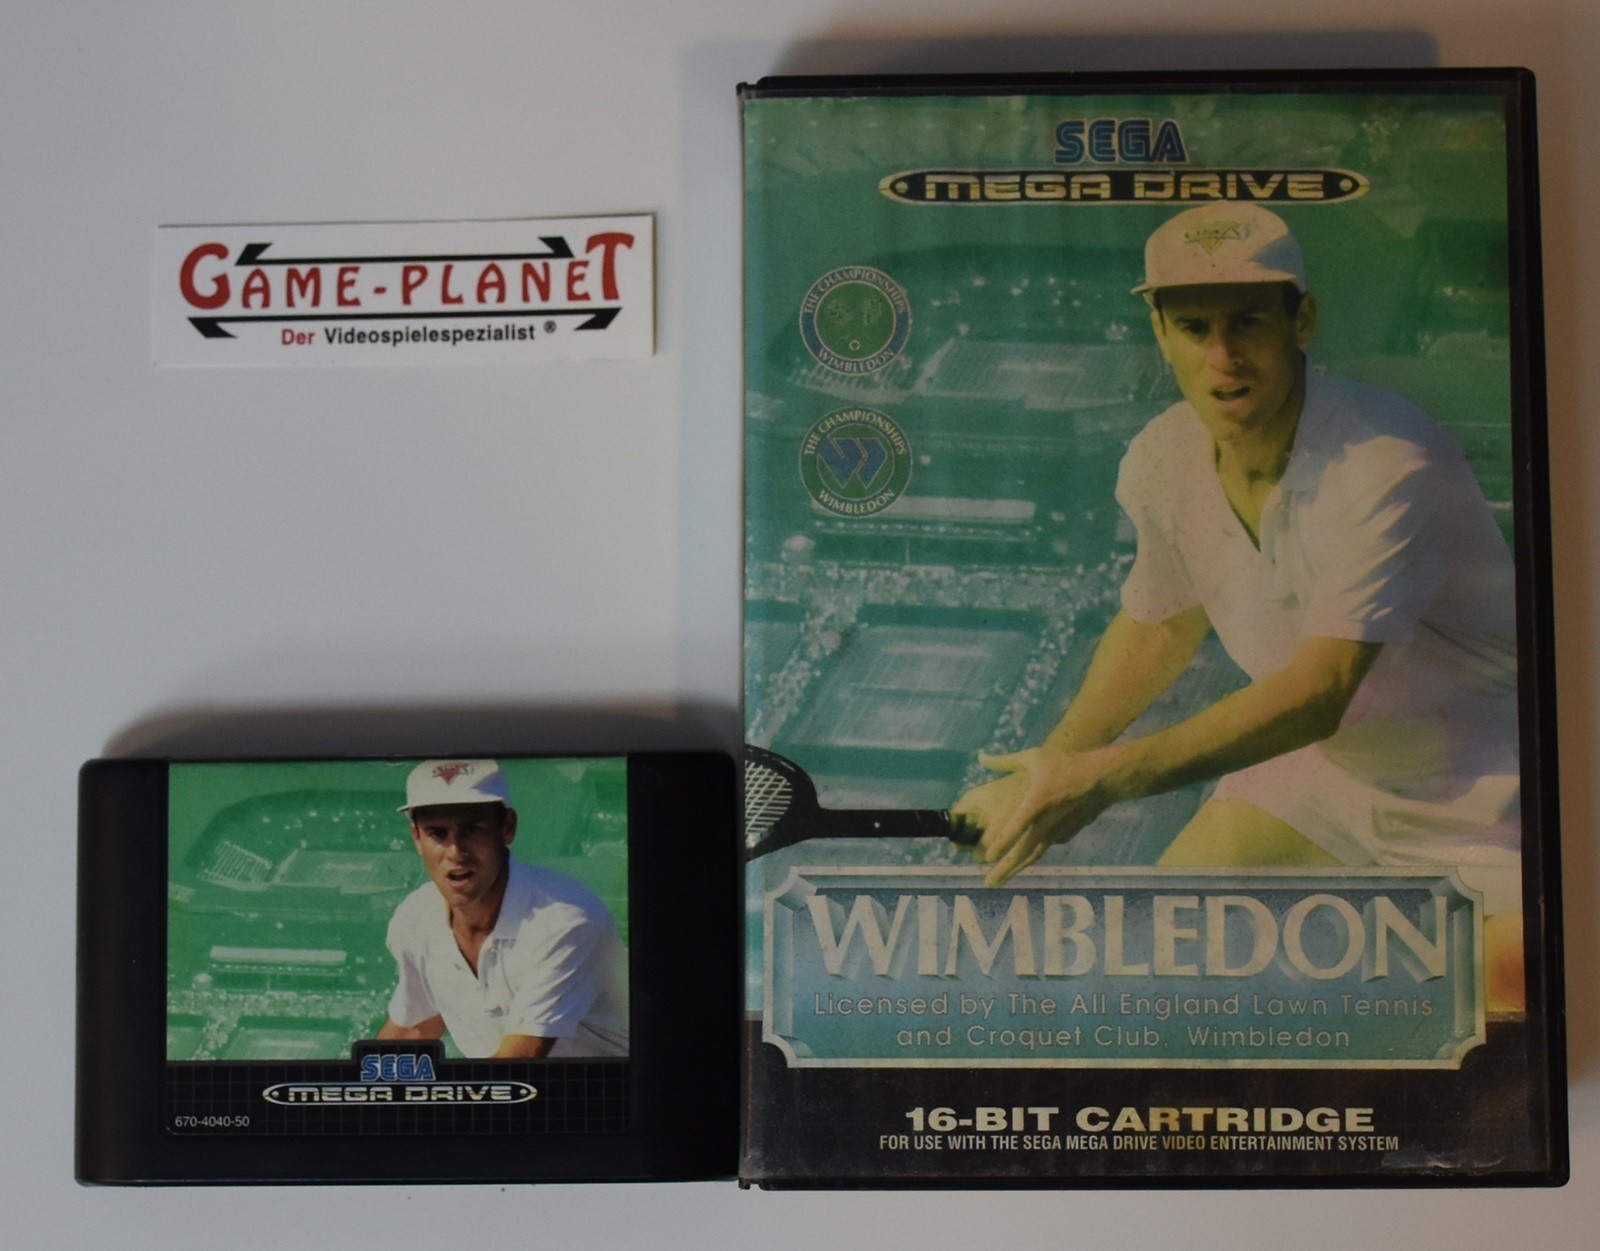 GAME-PLANET
Der Videospielespezialist ®
SEGA
MEGA DRIVE
THE CHAMPIONSHIPS
WIMBLEDON
THE CHAMPIONSHIPS
WIMBLEDON
WIMBLEDON
Licensed by The All England Lawn Tennis
and Croquet Club. Wimbledon
16-BIT CARTRIDGE
FOR USE WITH THE SEGA MEGA DRIVE VIDEO ENTERTAINMENT SYSTEM
SEGA
MEGA DRIVE
670-4040-50